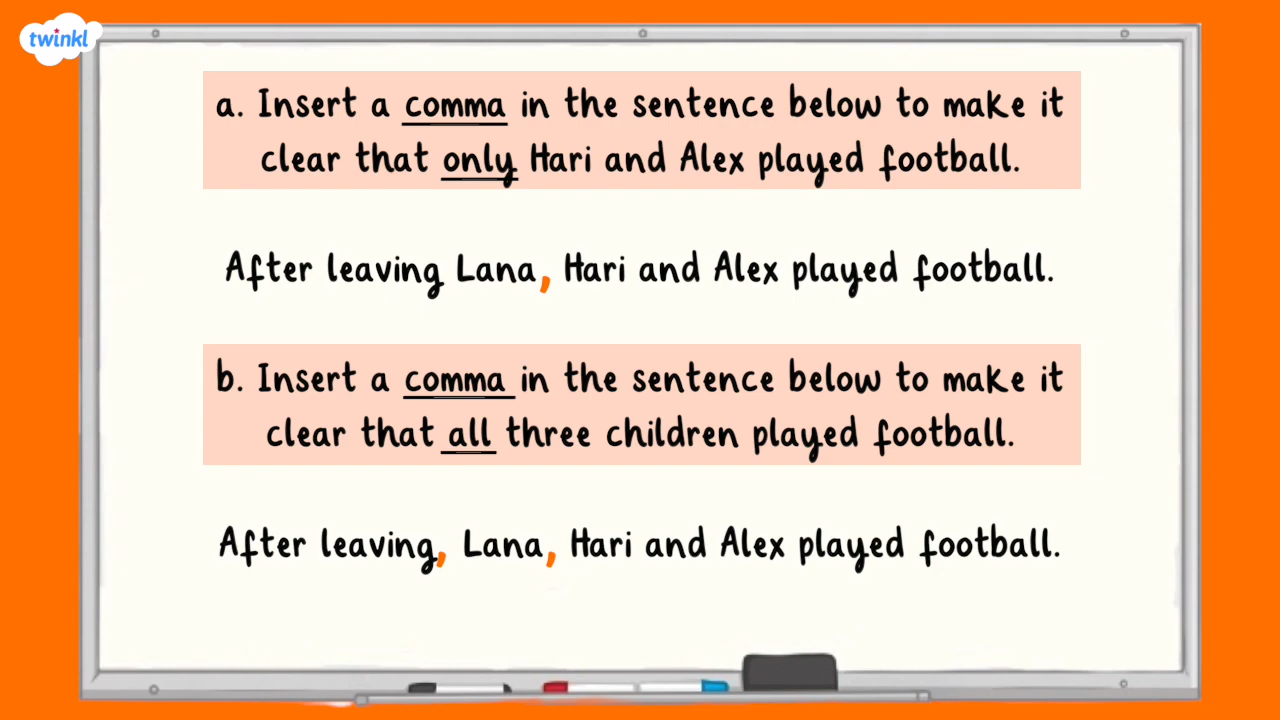 twinkl
a. Insert a comma in the sentence below to make it
clear that only Hari and Alex played football.
After leaving Lana, Hari and Alex played football.
b. Insert a comma in the sentence below to make it
clear that all three children played football.
After leaving, Lana, Hari and Alex played football.